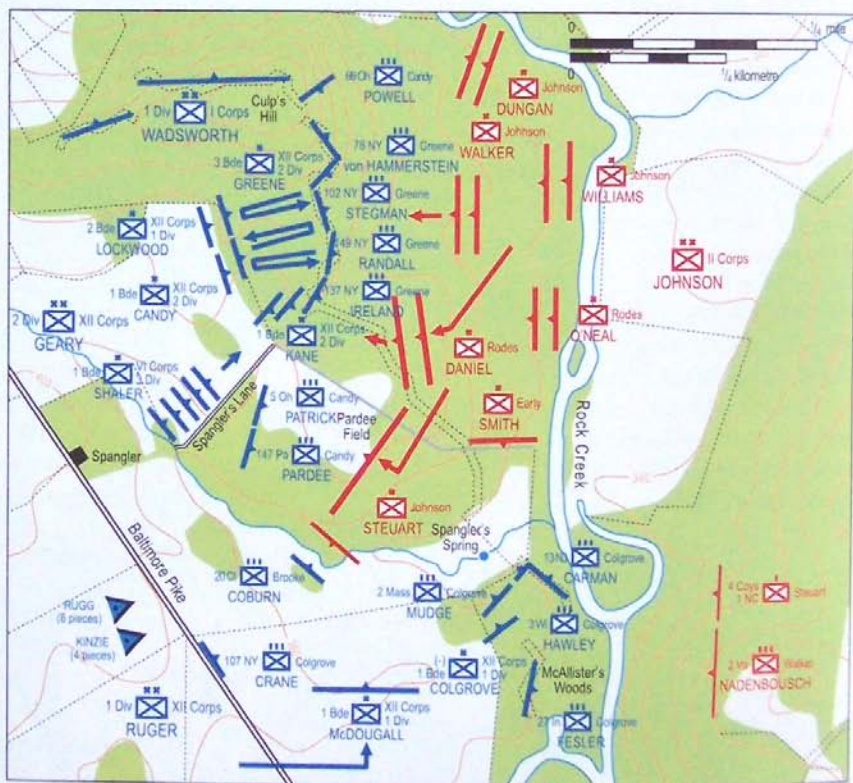 0 1/4 mile
0 1/4 kilometre
66 Oh Candy
POWELL
Johnson
DUNGAN
Culp's
Hill
1 Div I Corps
WADSWORTH
Johnson
WALKER
78 NY Greene
von HAMMERSTEIN
3 Bde XII Corps
2 Div
GREENE
Johnson
WILLIAMS
102 NY Greene
STEGMAN
2 Bde XII Corps
1 Div
LOCKWOOD
149 NY Greene
RANDALL
II Corps
JOHNSON
1 Bde XII Corps
2 Div
CANDY
137 NY Greene
IRELAND
2 Div XII Corps
GEARY
1 Bde XII Corps
2 Div
KANE
Rodes
O'NEAL
Rodes
DANIEL
1 Bde VI Corps
3 Div
SHALER
Spangler's Lane
5 Oh Candy
PATRICK
Pardee
Field
Early
SMITH
Rock Creek
Spangler
147 Pa Candy
PARDEE
Johnson
STEUART
Spangler's
Spring
Baltimore Pike
13 NJ Colgrove
CARMAN
20 Ct Brooke
COBURN
2 Mass Colgrove
MUDGE
4 Coys Steuart
1 NC
RUGG
(6 pieces)
KINZIE
(4 pieces)
3 Wi Colgrove
HAWLEY
107 NY Colgrove
CRANE
(-) XII Corps
1 Bde 1 Div
COLGROVE
McAllister's
Woods
2 Va Walker
NADENBOUSCH
1 Div XII Corps
RUGER
1 Bde XII Corps
1 Div
McDOUGALL
27 In Colgrove
FESLER